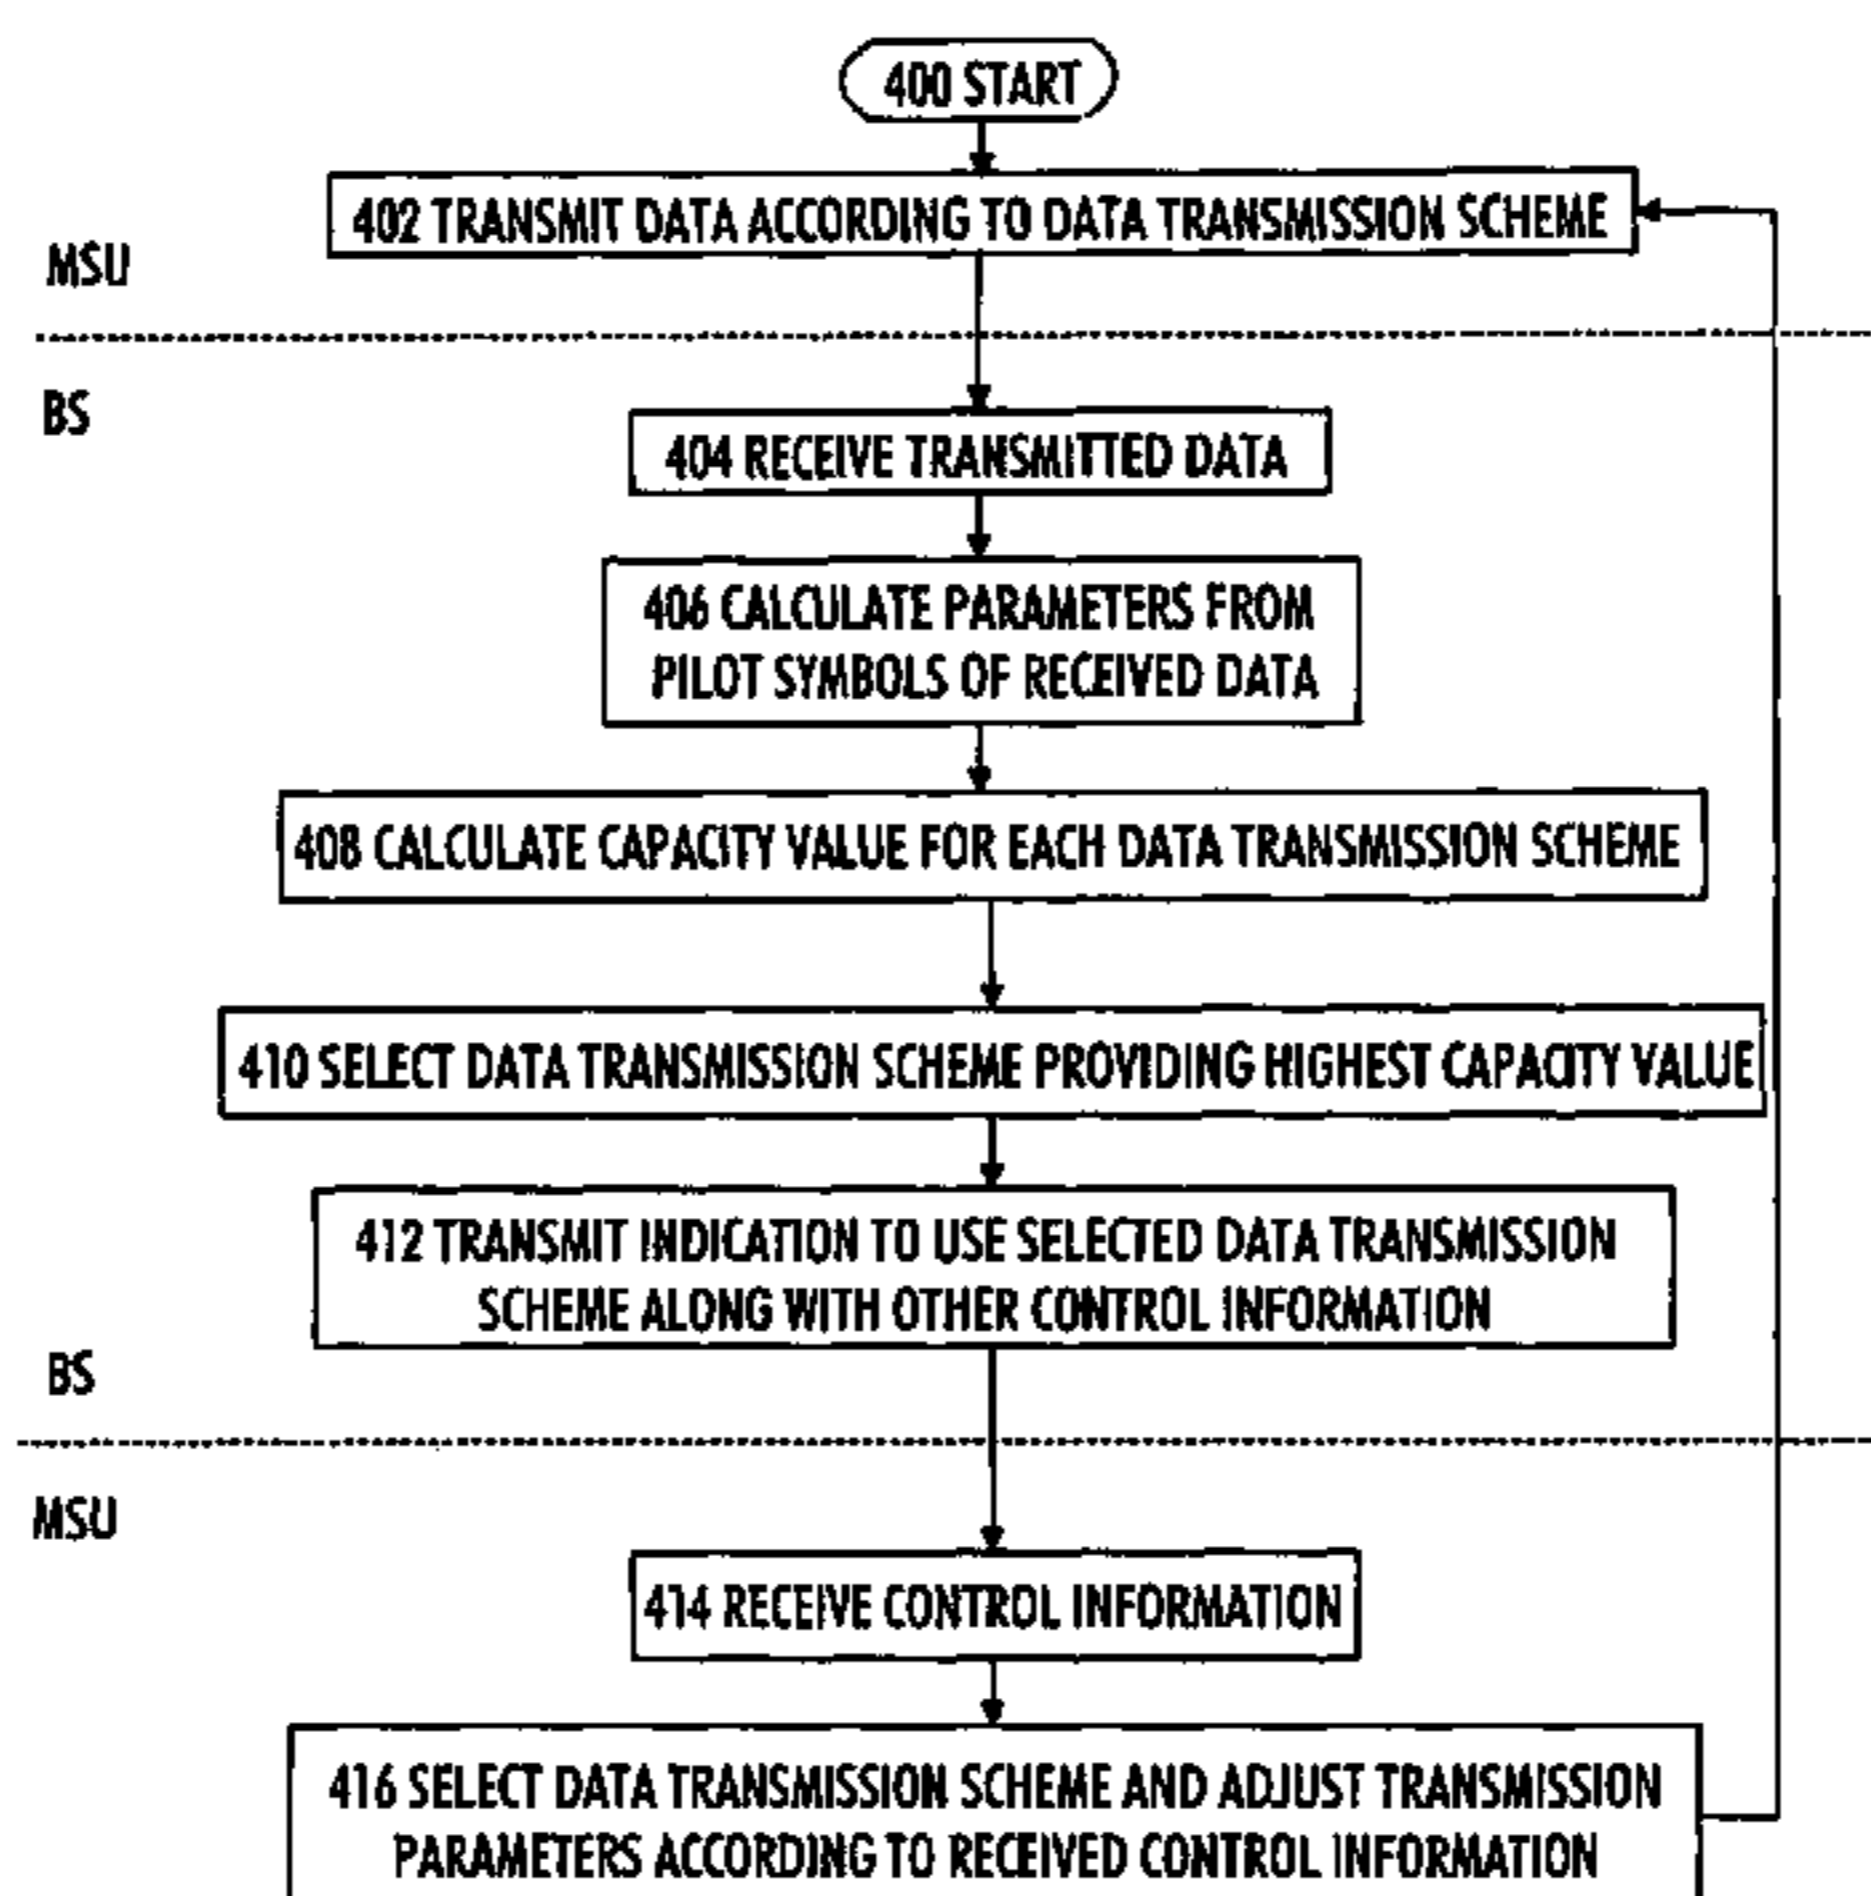 400 START
402 TRANSMIT DATA ACCORDING TO DATA TRANSMISSION SCHEME
MSU
BS
404 RECEIVE TRANSMITTED DATA
406 CALCULATE PARAMETERS FROM
PILOT SYMBOLS OF RECEIVED DATA
408 CALCULATE CAPACITY VALUE FOR EACH DATA TRANSMISSION SCHEME
410 SELECT DATA TRANSMISSION SCHEME PROVIDING HIGHEST CAPACITY VALUE
412 TRANSMIT INDICATION TO USE SELECTED DATA TRANSMISSION
SCHEME ALONG WITH OTHER CONTROL INFORMATION
BS
MSU
414 RECEIVE CONTROL INFORMATION
416 SELECT DATA TRANSMISSION SCHEME AND ADJUST TRANSMISSION
PARAMETERS ACCORDING TO RECEIVED CONTROL INFORMATION